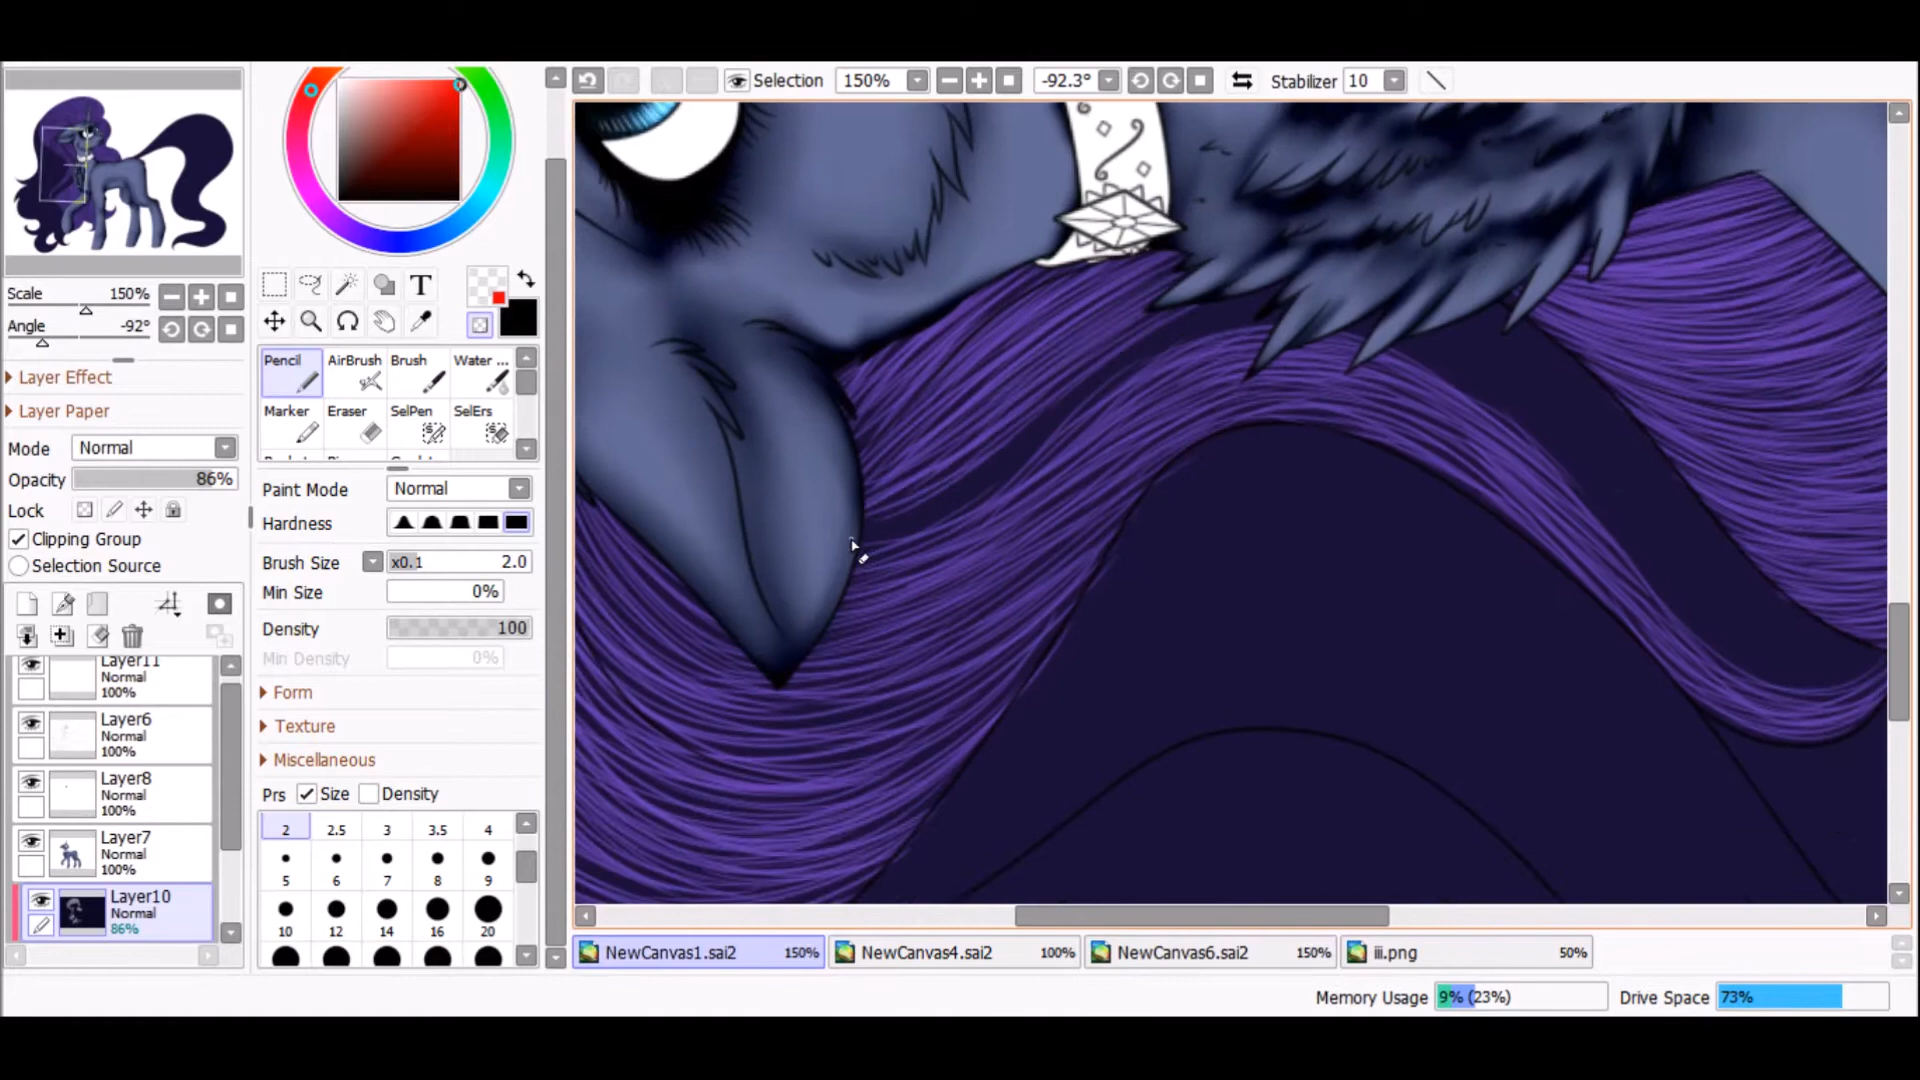 Selection 150% -92.3° Stabilizer 10
Scale 150%
Angle -92°
Layer Effect
Layer Paper
Mode Normal
Opacity 86%
Lock
Clipping Group
Selection Source
Layer11
Normal
100%
Layer6
Normal
100%
Layer8
Normal
100%
Layer7
Normal
100%
Layer10
Normal
86%
T
Pencil AirBrush Brush Water ...
Marker Eraser SelPen SelErs
Paint Mode Normal
Hardness
Brush Size x0.1 2.0
Min Size 0%
Density 100
Min Density 0%
Form
Texture
Miscellaneous
Prs Size Density
2 2.5 3 3.5 4
5 6 7 8 9
10 12 14 16 20
NewCanvas1.sai2 150% NewCanvas4.sai2 100% NewCanvas6.sai2 150% iii.png 50%
Memory Usage 9% (23%) Drive Space 73%